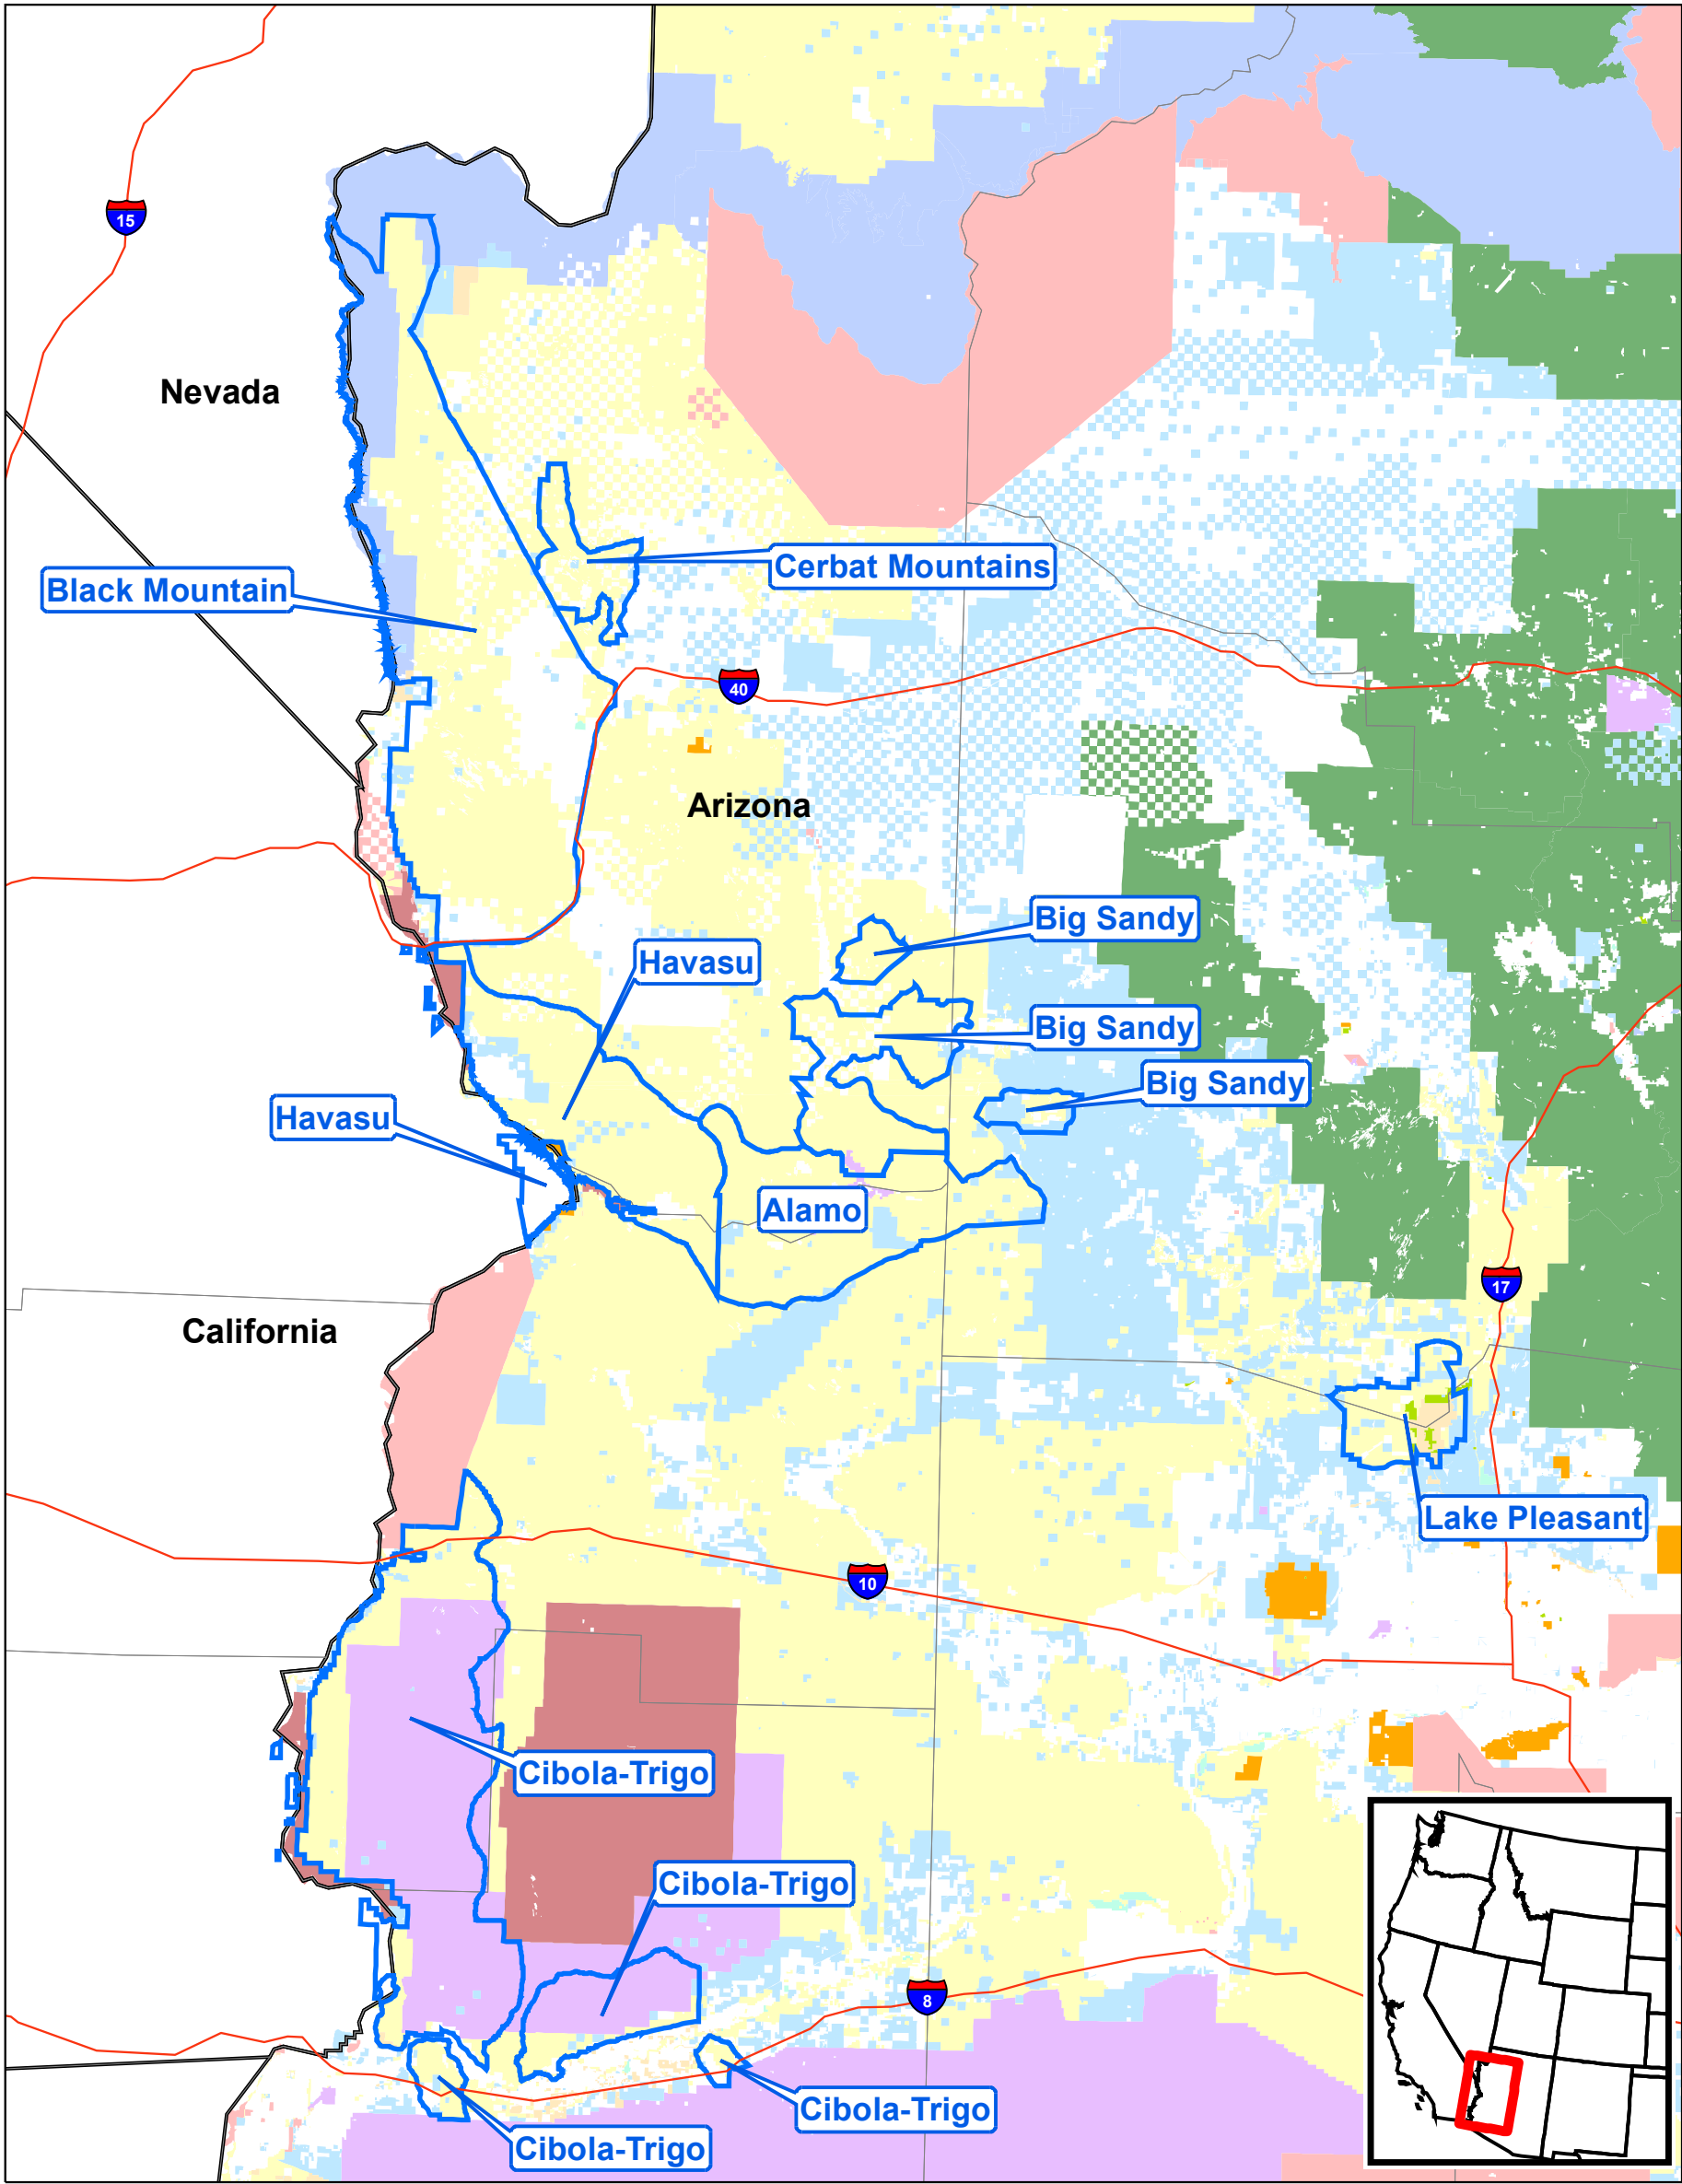 15
Nevada
Cerbat Mountains
Black Mountain
40
Arizona
Big Sandy
Havasu
Big Sandy
Big Sandy
Havasu
Alamo
17
California
Lake Pleasant
10
Cibola-Trigo
Cibola-Trigo
8
Cibola-Trigo
Cibola-Trigo